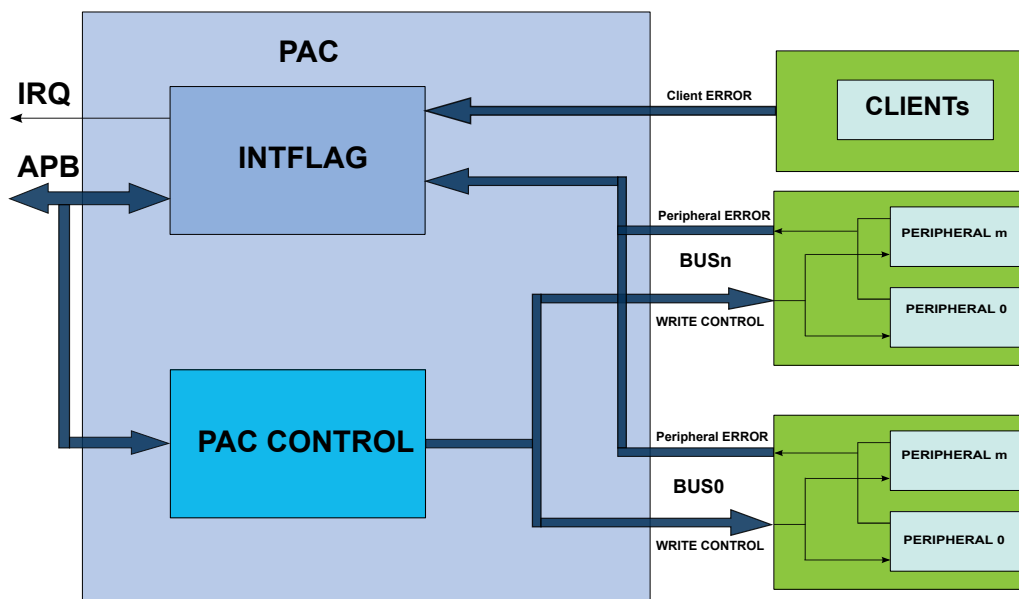 PAC
IRQ
APB
INTFLAG
Client ERROR
CLIENTs
Peripheral ERROR
BUSn
WRITE CONTROL
PERIPHERAL m
PERIPHERAL 0
PAC CONTROL
Peripheral ERROR
BUS0
WRITE CONTROL
PERIPHERAL m
PERIPHERAL 0